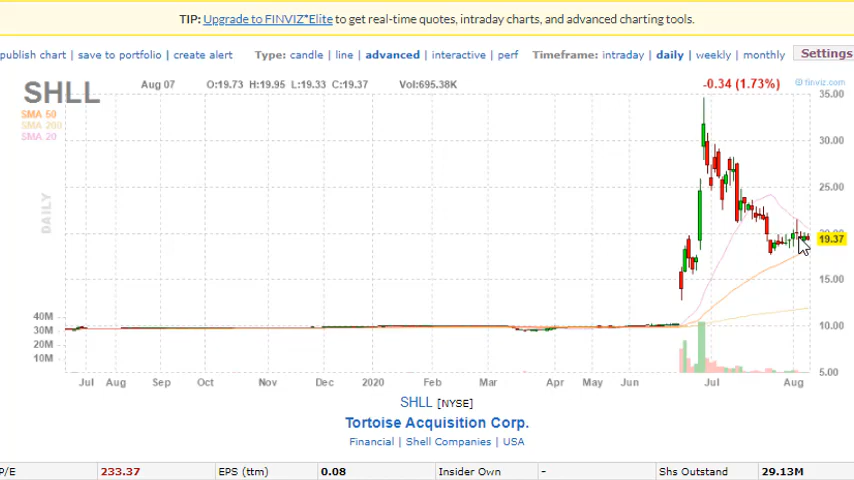 TIP: Upgrade to FINVIZ*Elite to get real-time quotes, intraday charts, and advanced charting tools.
publish chart | save to portfolio | create alert Type: candle | line | advanced | interactive | perf Timeframe: intraday | daily | weekly | monthly Settings
SHLL Aug 07 O:19.73 H:19.95 L:19.33 C:19.37 Vol:695.38K -0.34 (1.73%) © finviz.com
SMA 50
SMA 200
SMA 20
DAILY
35.00
30.00
25.00
20.00
19.37
15.00
10.00
5.00
40M
30M
20M
10M
Jul Aug Sep Oct Nov Dec 2020 Feb Mar Apr May Jun Jul Aug
SHLL [NYSE]
Tortoise Acquisition Corp.
Financial | Shell Companies | USA
P/E 233.37 EPS (ttm) 0.08 Insider Own - Shs Outstand 29.13M